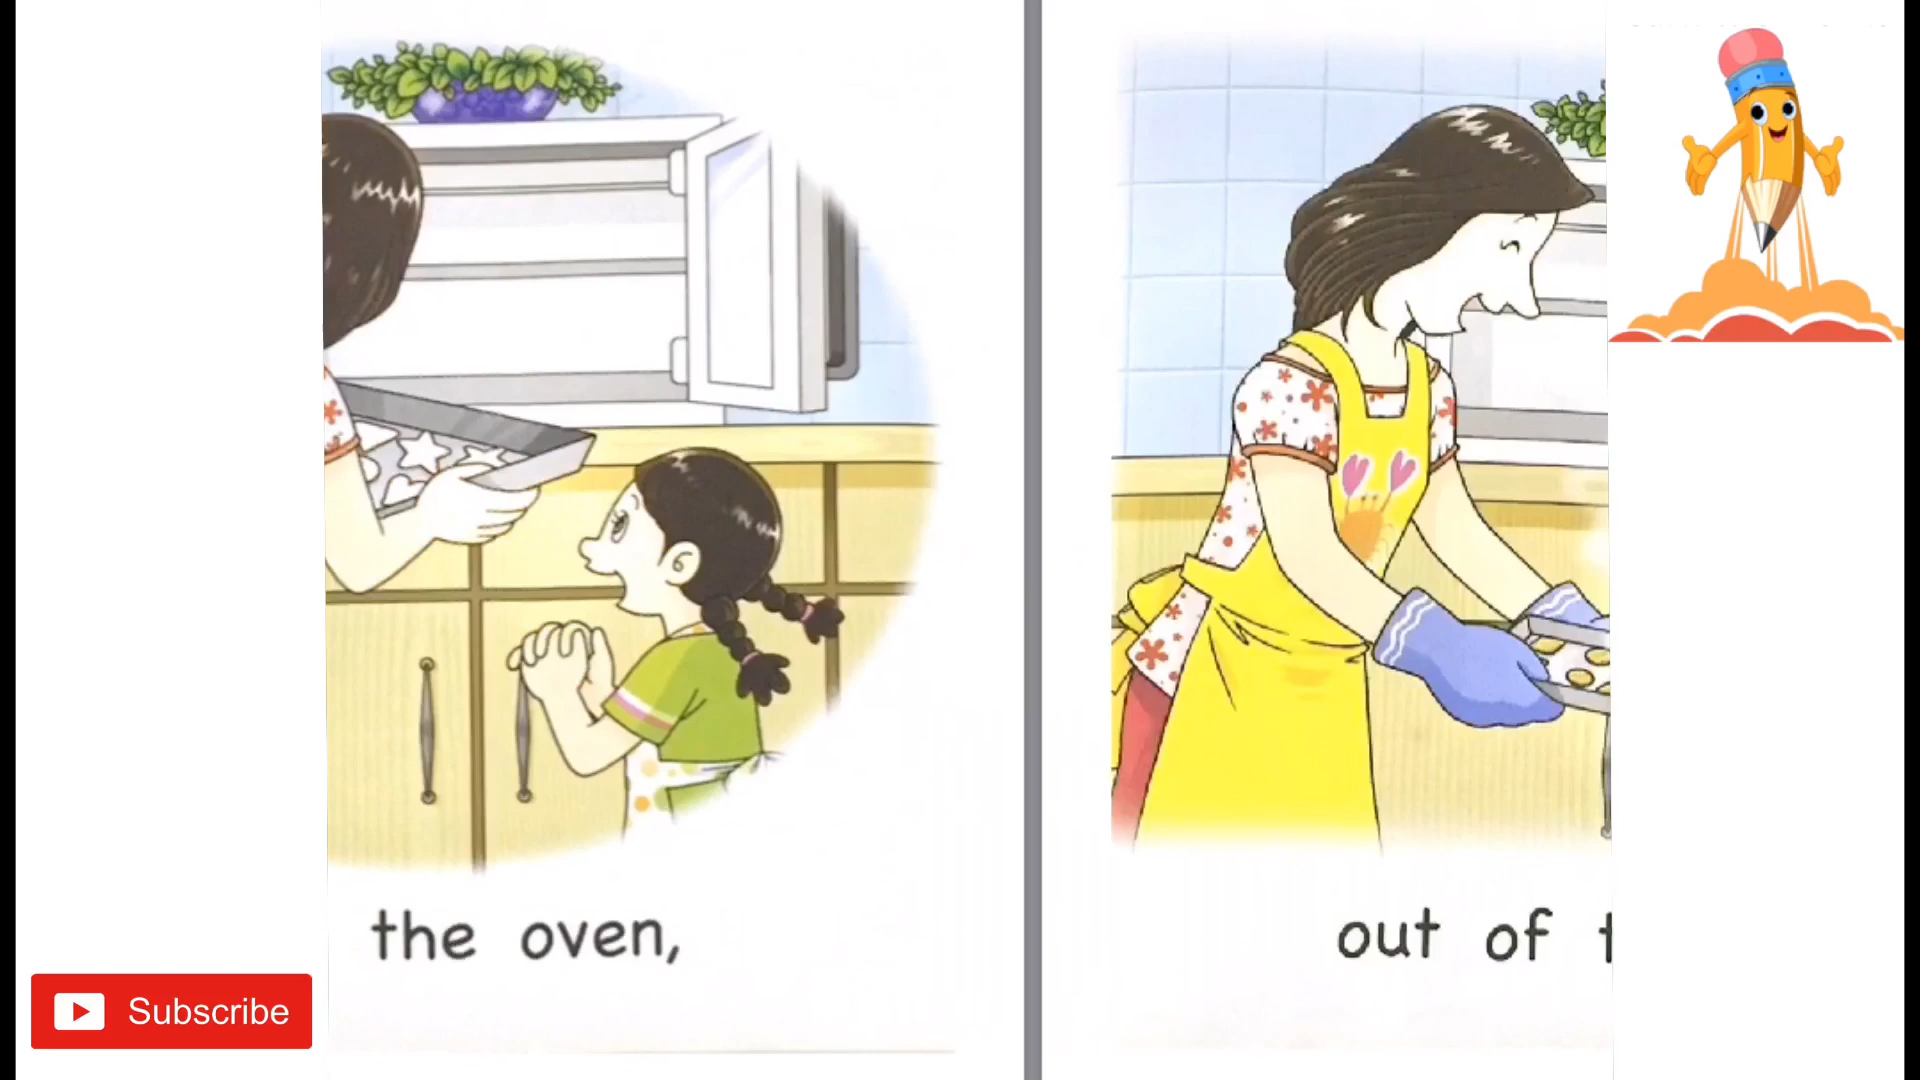 the oven,
out of
Subscribe